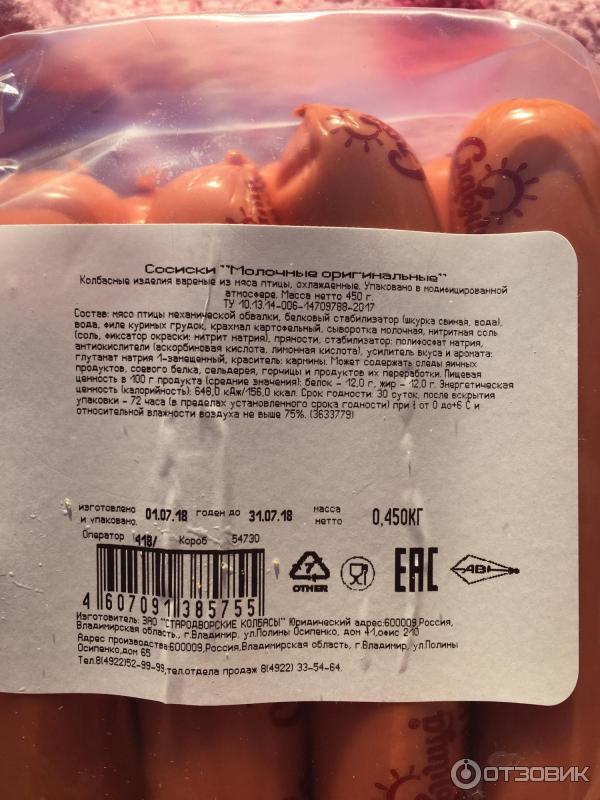 Славница
Сосиски "Молочные оригинальные"
Колбасные изделия вареные из мяса птицы, охлажденные. Упаковано в модифицированной
атмосфере. Масса нетто 450 г.
ТУ 10.13.14-006-14709788-2017
Состав: мясо птицы механической обвалки, белковый стабилизатор (шкурка свиная, вода),
вода, филе куриных грудок, крахмал картофельный, сыворотка молочная, нитритная соль
(соль, фиксатор окраски: нитрит натрия), пряности, стабилизатор: полифосфат натрия,
антиокислители (аскорбиновая кислота, лимонная кислота), усилитель вкуса и аромата:
глутанат натрия 1-замещенный, краситель: кармины. Может содержать следы яичных
продуктов, соевого белка, сельдерея, горчицы и продуктов их переработки. Пищевая
ценность в 100 г продукта (средние значения): белок - 12,0 г, жир - 12,0 г. Энергетическая
ценность (калорийность): 648,0 кДж/156,0 ккал. Срок годности: 30 суток, после вскрытия
упаковки - 72 часа (в пределах установленного срока годности) при t от 0 до+6 С и
относительной влажности воздуха не выше 75%. (3633779)
изготовлено и упаковано. 01.07.18 годен до 31.07.18 масса нетто 0,450КГ
Оператор 418/ Короб 54730
4 607091 385755
7
OTHER
EAC
ABI
Изготовитель: ЗАО "СТАРОДВОРСКИЕ КОЛБАСЫ" Юридический адрес:600009,Россия,
Владимирская область., г.Владимир, ул.Полины Осипенко, дом 41,офис 210
Адрес производства:600009,Россия,Владимирская область, г.Владимир, ул.Полины
Осипенко,дом 65
Тел.8(4922)52-99-99,тел.отдела продаж 8(4922) 33-54-64.
ОТЗОВИК